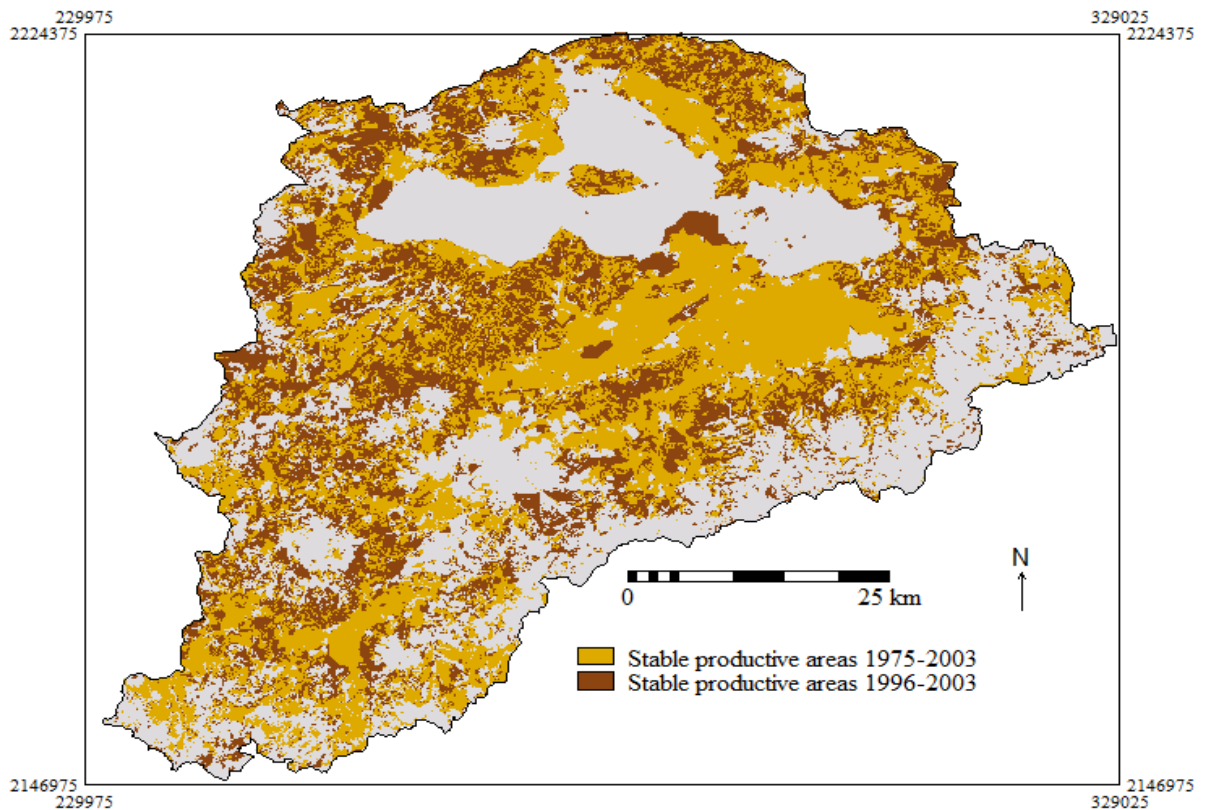 229975 329025
2224375 2224375
N
0 25 km
Stable productive areas 1975-2003
Stable productive areas 1996-2003
2146975 2146975
229975 329025